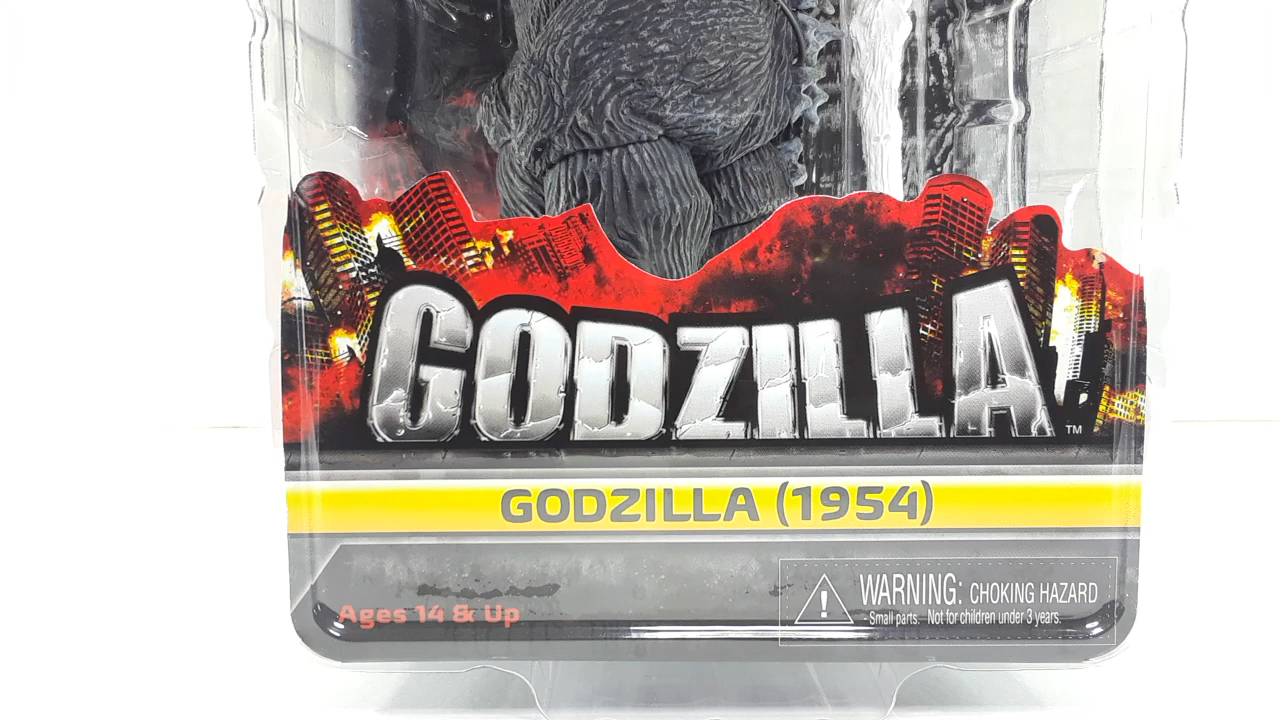 GODZILLA
TM
GODZILLA (1954)
Ages 14 & Up
WARNING: CHOKING HAZARD
- Small parts. Not for children under 3 years.